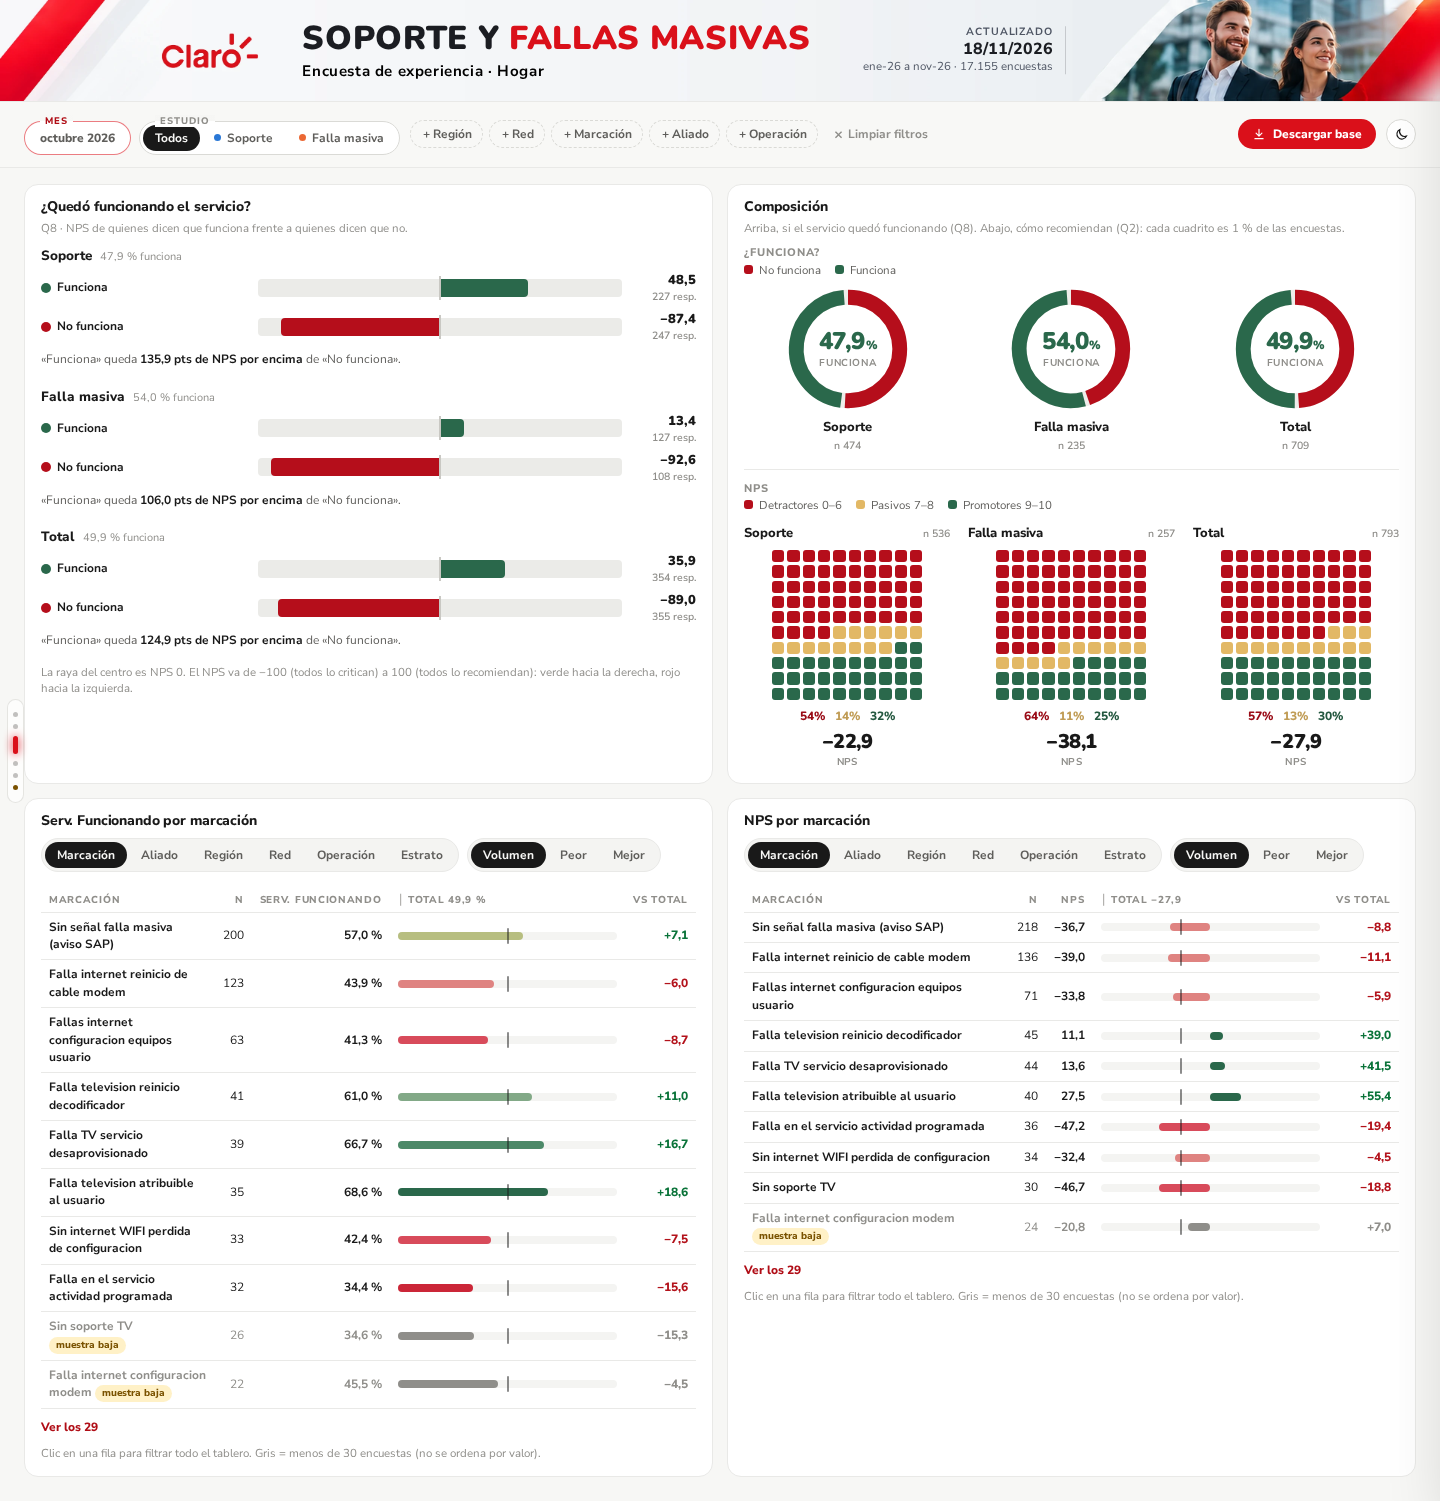 Claro
SOPORTE Y FALLAS MASIVAS
Encuesta de experiencia · Hogar
ACTUALIZADO
18/11/2026
ene-26 a nov-26 · 17.155 encuestas
MES
octubre 2026
ESTUDIO
Todos Soporte Falla masiva
+ Región + Red + Marcación + Aliado + Operación × Limpiar filtros
Descargar base
¿Quedó funcionando el servicio?
Q8 · NPS de quienes dicen que funciona frente a quienes dicen que no.
Soporte 47,9 % funciona
Funciona 48,5
227 resp.
No funciona −87,4
247 resp.
«Funciona» queda 135,9 pts de NPS por encima de «No funciona».
Falla masiva 54,0 % funciona
Funciona 13,4
127 resp.
No funciona −92,6
108 resp.
«Funciona» queda 106,0 pts de NPS por encima de «No funciona».
Total 49,9 % funciona
Funciona 35,9
354 resp.
No funciona −89,0
355 resp.
«Funciona» queda 124,9 pts de NPS por encima de «No funciona».
La raya del centro es NPS 0. El NPS va de −100 (todos lo critican) a 100 (todos lo recomiendan): verde hacia la derecha, rojo
hacia la izquierda.
Composición
Arriba, si el servicio quedó funcionando (Q8). Abajo, cómo recomiendan (Q2): cada cuadrito es 1 % de las encuestas.
¿FUNCIONA?
No funciona Funciona
47,9% 54,0% 49,9%
FUNCIONA FUNCIONA FUNCIONA
Soporte Falla masiva Total
n 474 n 235 n 709
NPS
Detractores 0–6 Pasivos 7–8 Promotores 9–10
Soporte n 536 Falla masiva n 257 Total n 793
54% 14% 32% 64% 11% 25% 57% 13% 30%
−22,9 −38,1 −27,9
NPS NPS NPS
Serv. Funcionando por marcación
Marcación Aliado Región Red Operación Estrato Volumen Peor Mejor
MARCACIÓN N SERV. FUNCIONANDO TOTAL 49,9 % VS TOTAL
Sin señal falla masiva
(aviso SAP) 200 57,0 % +7,1
Falla internet reinicio de
cable modem 123 43,9 % −6,0
Fallas internet
configuracion equipos
usuario 63 41,3 % −8,7
Falla television reinicio
decodificador 41 61,0 % +11,0
Falla TV servicio
desaprovisionado 39 66,7 % +16,7
Falla television atribuible
al usuario 35 68,6 % +18,6
Sin internet WIFI perdida
de configuracion 33 42,4 % −7,5
Falla en el servicio
actividad programada 32 34,4 % −15,6
Sin soporte TV
muestra baja 26 34,6 % −15,3
Falla internet configuracion
modem muestra baja 22 45,5 % −4,5
Ver los 29
Clic en una fila para filtrar todo el tablero. Gris = menos de 30 encuestas (no se ordena por valor).
NPS por marcación
Marcación Aliado Región Red Operación Estrato Volumen Peor Mejor
MARCACIÓN N NPS TOTAL −27,9 VS TOTAL
Sin señal falla masiva (aviso SAP) 218 −36,7 −8,8
Falla internet reinicio de cable modem 136 −39,0 −11,1
Fallas internet configuracion equipos
usuario 71 −33,8 −5,9
Falla television reinicio decodificador 45 11,1 +39,0
Falla TV servicio desaprovisionado 44 13,6 +41,5
Falla television atribuible al usuario 40 27,5 +55,4
Falla en el servicio actividad programada 36 −47,2 −19,4
Sin internet WIFI perdida de configuracion 34 −32,4 −4,5
Sin soporte TV 30 −46,7 −18,8
Falla internet configuracion modem
muestra baja 24 −20,8 +7,0
Ver los 29
Clic en una fila para filtrar todo el tablero. Gris = menos de 30 encuestas (no se ordena por valor).